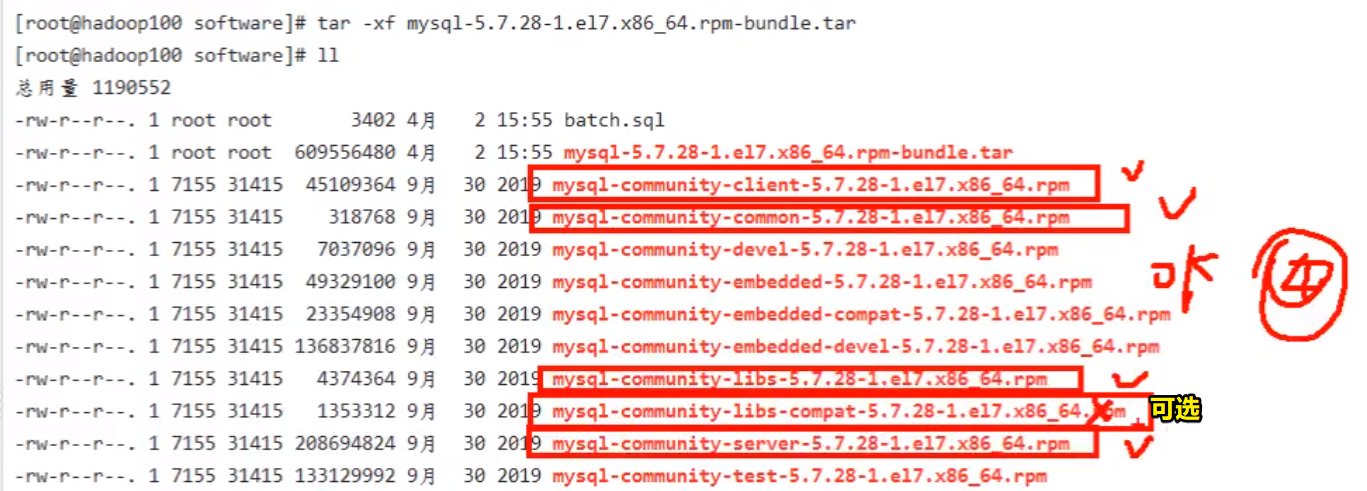 [root@hadoop100 software]# tar -xf mysql-5.7.28-1.el7.x86_64.rpm-bundle.tar
[root@hadoop100 software]# ll
总用量 1190552
-rw-r--r--. 1 root root 3402 4月 2 15:55 batch.sql
-rw-r--r--. 1 root root 609556480 4月 2 15:55 mysql-5.7.28-1.el7.x86_64.rpm-bundle.tar
-rw-r--r--. 1 7155 31415 45109364 9月 30 2019 mysql-community-client-5.7.28-1.el7.x86_64.rpm
-rw-r--r--. 1 7155 31415 318768 9月 30 2019 mysql-community-common-5.7.28-1.el7.x86_64.rpm
-rw-r--r--. 1 7155 31415 7037096 9月 30 2019 mysql-community-devel-5.7.28-1.el7.x86_64.rpm
-rw-r--r--. 1 7155 31415 49329100 9月 30 2019 mysql-community-embedded-5.7.28-1.el7.x86_64.rpm
OK
-rw-r--r--. 1 7155 31415 23354908 9月 30 2019 mysql-community-embedded-compat-5.7.28-1.el7.x86_64.rpm
-rw-r--r--. 1 7155 31415 136837816 9月 30 2019 mysql-community-embedded-devel-5.7.28-1.el7.x86_64.rpm
-rw-r--r--. 1 7155 31415 4374364 9月 30 2019 mysql-community-libs-5.7.28-1.el7.x86_64.rpm
-rw-r--r--. 1 7155 31415 1353312 9月 30 2019 mysql-community-libs-compat-5.7.28-1.el7.x86_64.rpm 可选
-rw-r--r--. 1 7155 31415 208694824 9月 30 2019 mysql-community-server-5.7.28-1.el7.x86_64.rpm
-rw-r--r--. 1 7155 31415 133129992 9月 30 2019 mysql-community-test-5.7.28-1.el7.x86_64.rpm